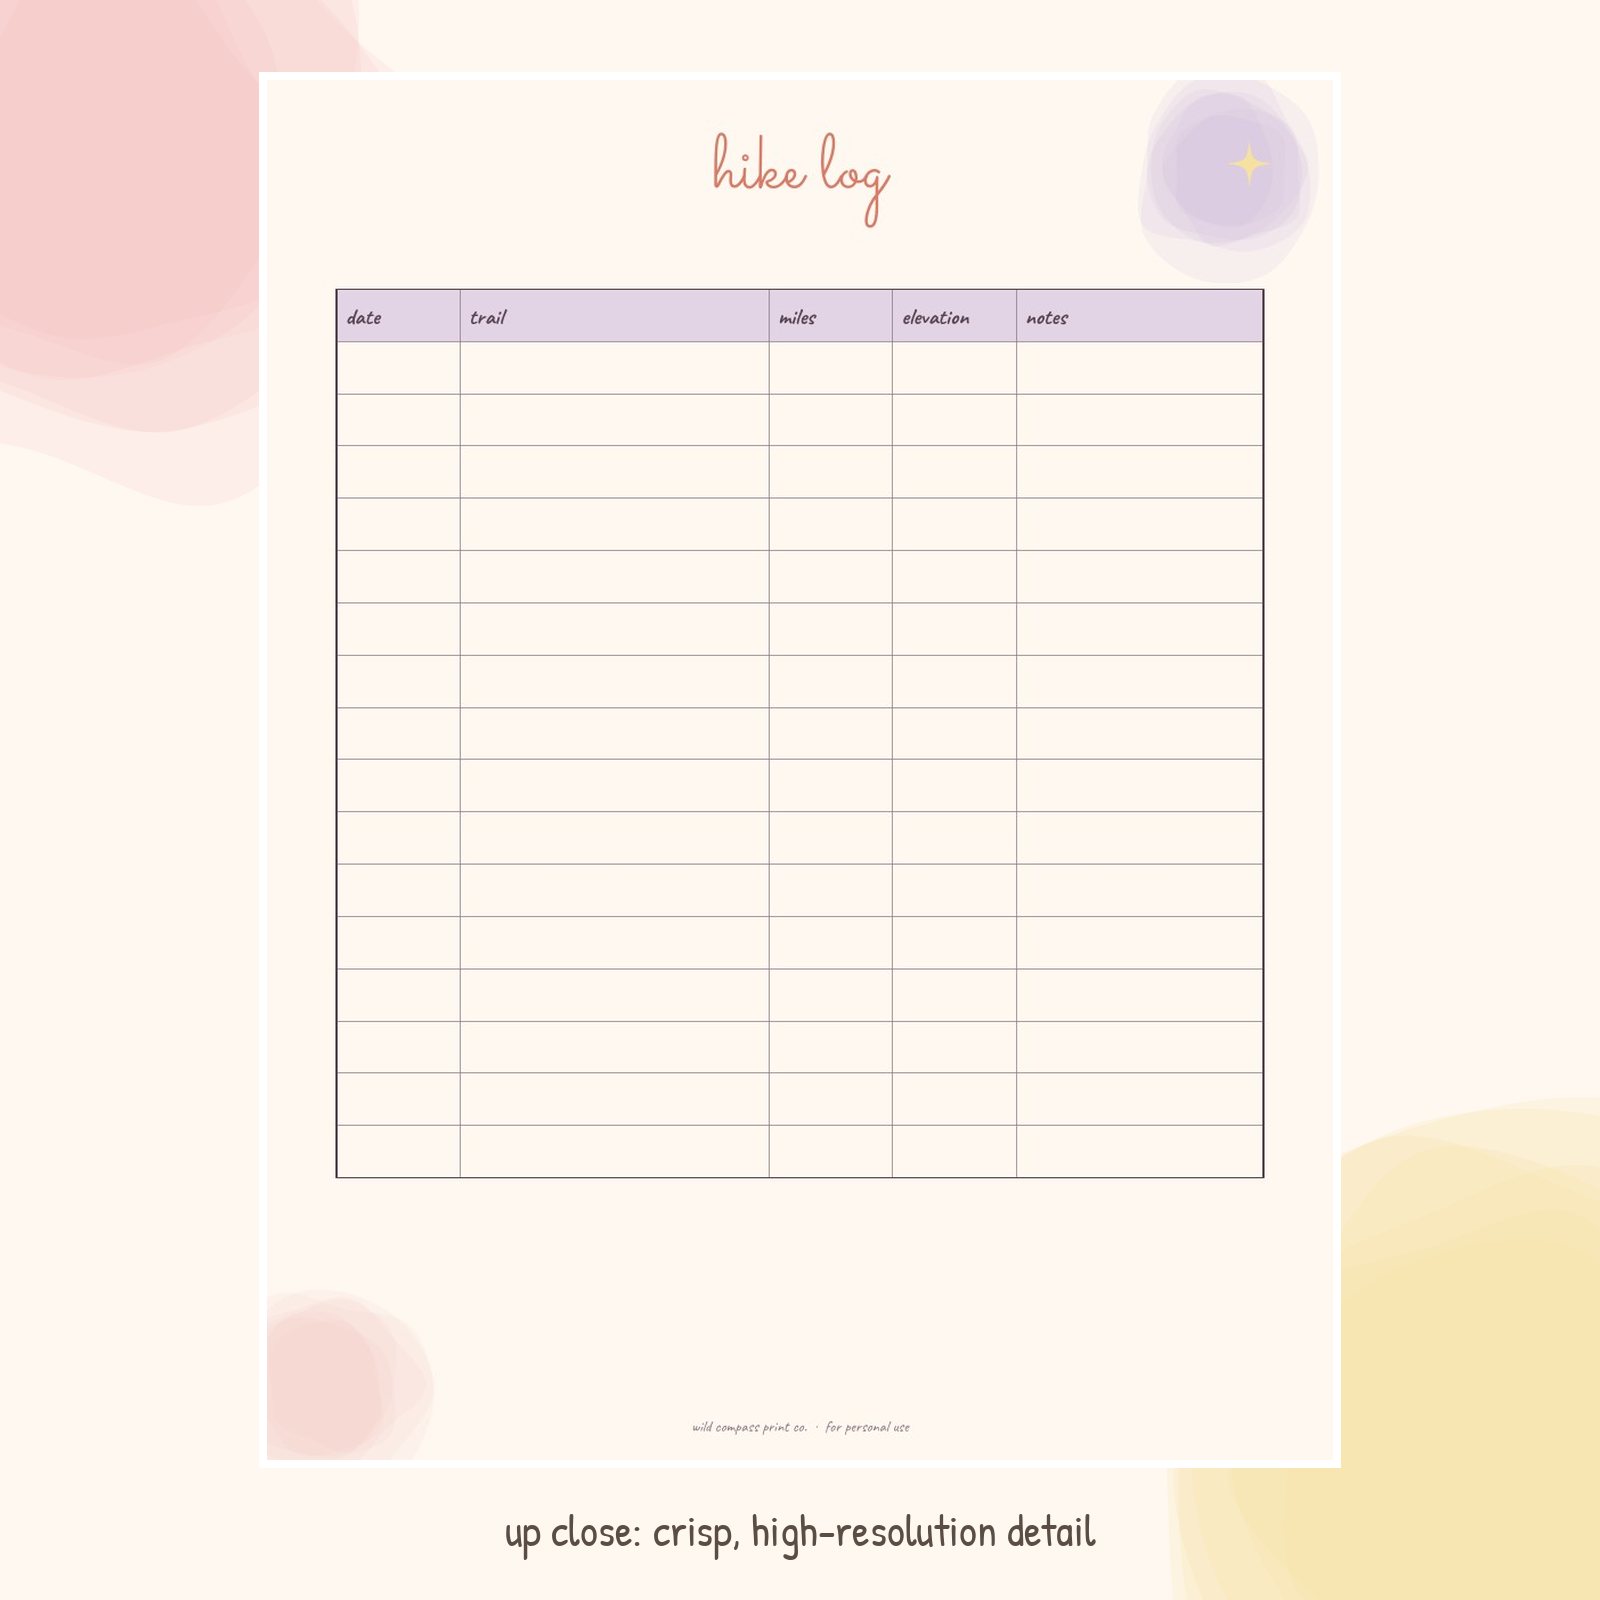 hike log
date trail miles elevation notes
wild compass print co. · for personal use
up close: crisp, high-resolution detail